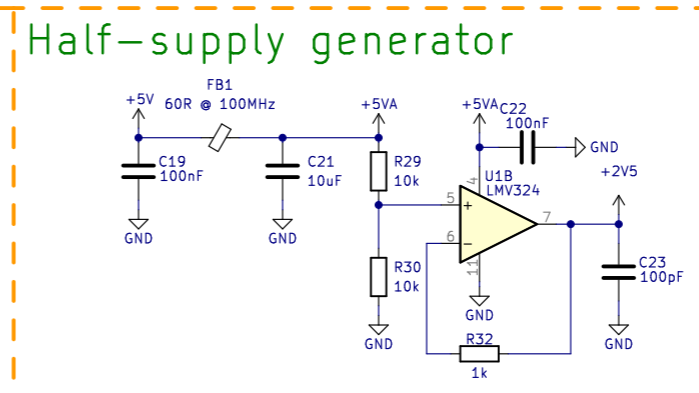 Half-supply generator
FB1
60R @ 100MHz
+5V
+5VA
+5VA
C22
100nF
GND
C19
100nF
GND
C21
10uF
GND
R29
10k
R30
10k
GND
4
U1B
LMV324
5
+
6
-
7
11
GND
R32
1k
+2V5
C23
100pF
GND